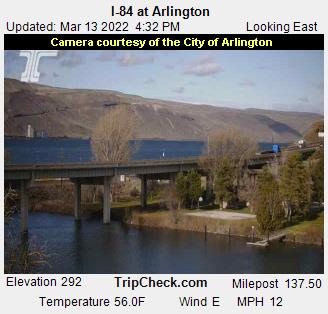 I-84 at Arlington
Updated: Mar 13 2022 4:32 PM Looking East
Camera courtesy of the City of Arlington
Elevation 292 TripCheck.com Milepost 137.50
Temperature 56.0F Wind E MPH 12